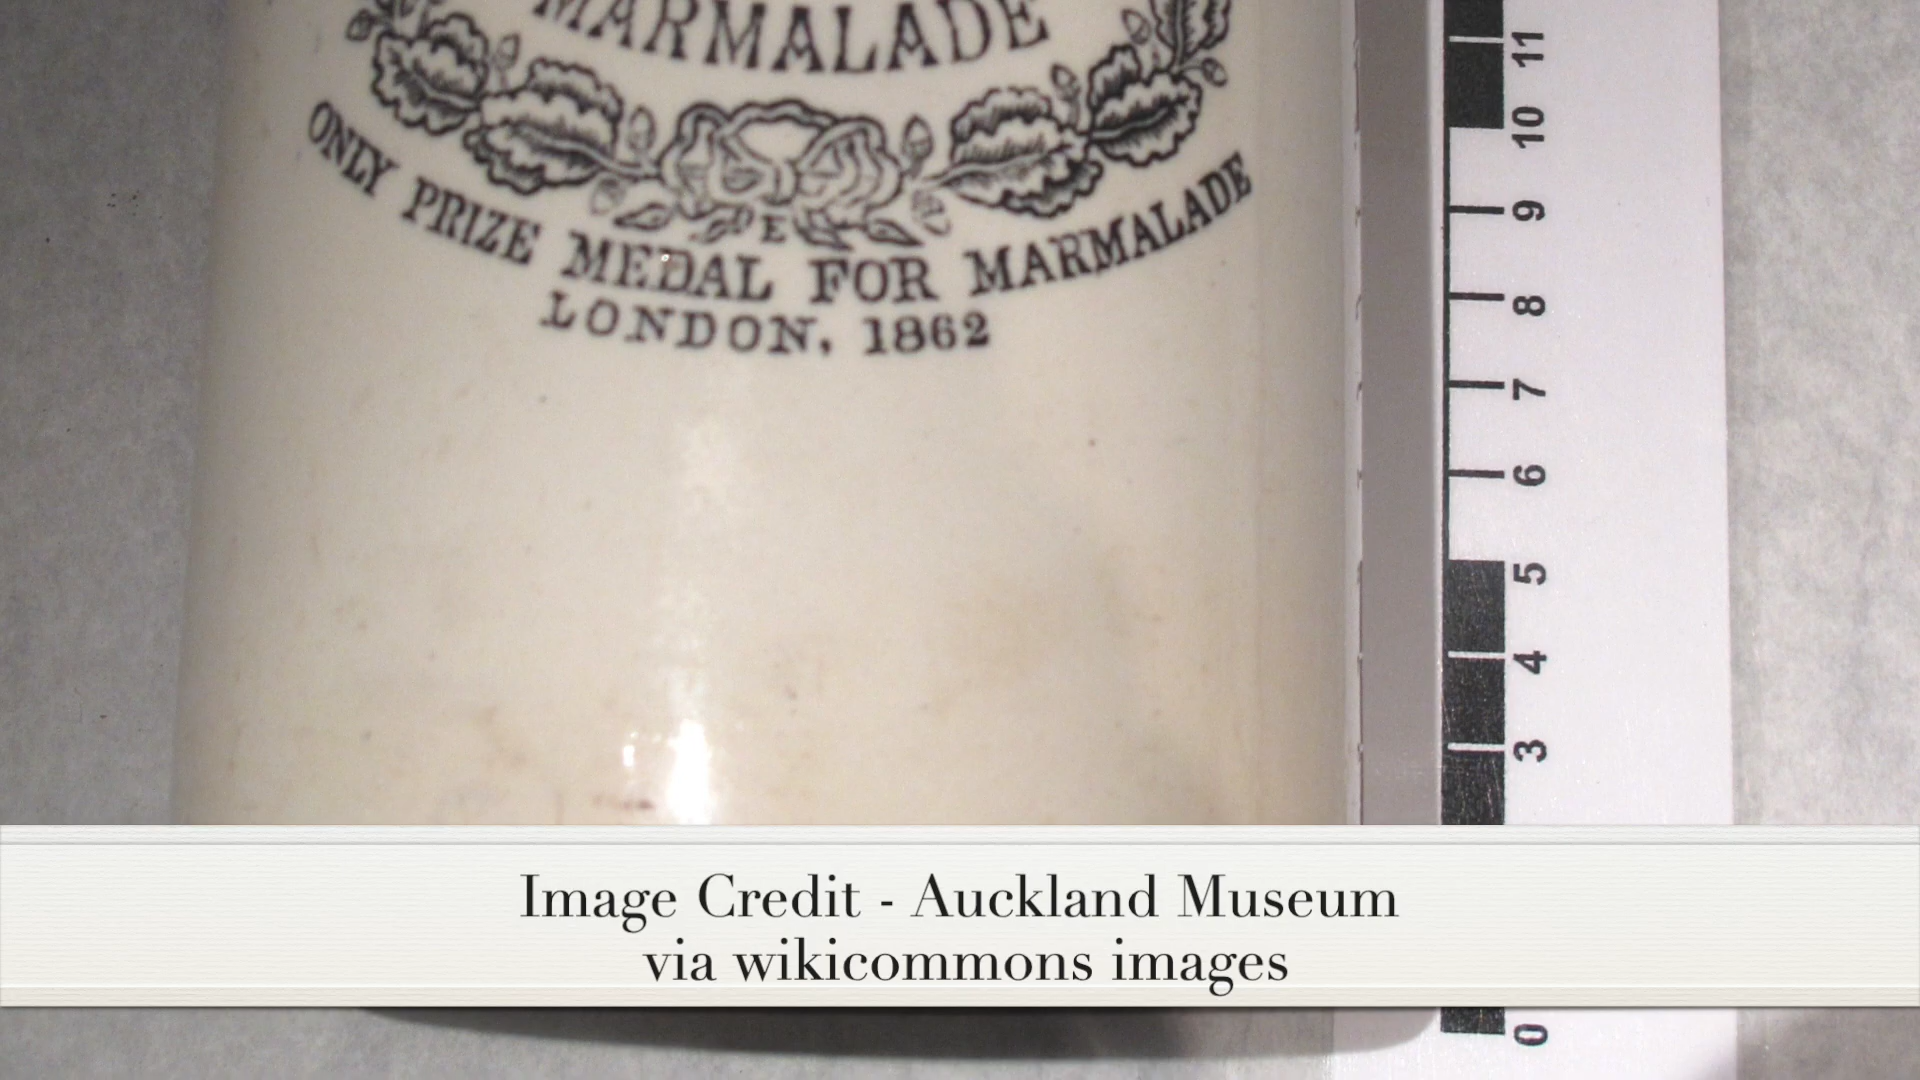 MARMALADE
E
ONLY PRIZE MEDAL FOR MARMALADE
LONDON, 1862
11
10
9
8
7
6
5
4
3
0
Image Credit - Auckland Museum
via wikicommons images